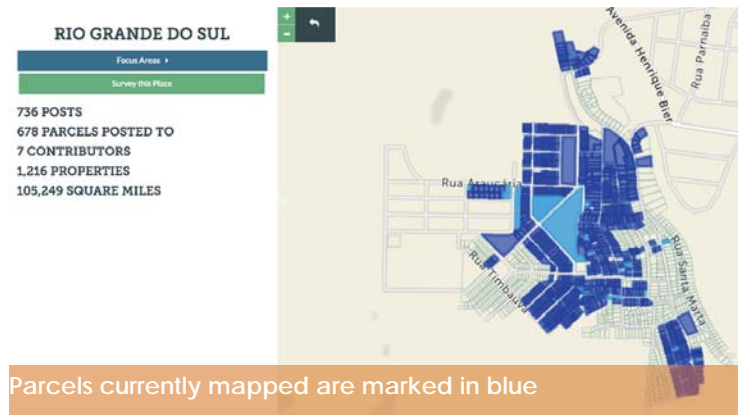 RIO GRANDE DO SUL
Focus Areas
Survey this Place
736 POSTS
678 PARCELS POSTED TO
7 CONTRIBUTORS
1,216 PROPERTIES
105,249 SQUARE MILES
+
-
Avenida Henrique Bier
Rua Parnaiba
Rua Araucária
Rua Timbauva
Rua Santa Marta
Parcels currently mapped are marked in blue